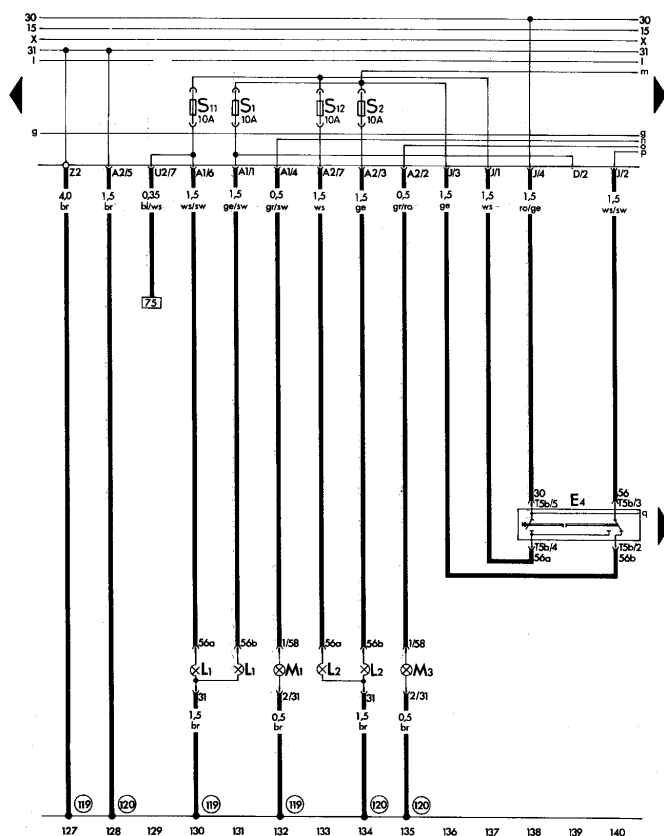 30 30
15 15
X X
31 31
l l
m
S11 10A S1 10A S12 10A S2 10A
g g
n
o
p
Z2 A2/5 U2/7 A1/6 A1/1 A1/4 A2/7 A2/3 A2/2 J/3 J/1 J/4 D/2 J/2
4,0 1,5 0,35 1,5 1,5 0,5 1,5 1,5 0,5 1,5 1,5 1,5 1,5
br br bl/ws ws/sw ge/sw gr/sw ws ge gr/ro ge ws ro/ge ws/sw
75
30 56
T5b/5 E4 T5b/3
q
T5b/4 T5b/2
56a 56b
56a 56b 1/58 56a 56b 1/58
L1 L1 M1 L2 L2 M3
31 2/31 31 2/31
1,5 0,5 1,5 0,5
br br br br
119 120 119 119 120 120
127 128 129 130 131 132 133 134 135 136 137 138 139 140